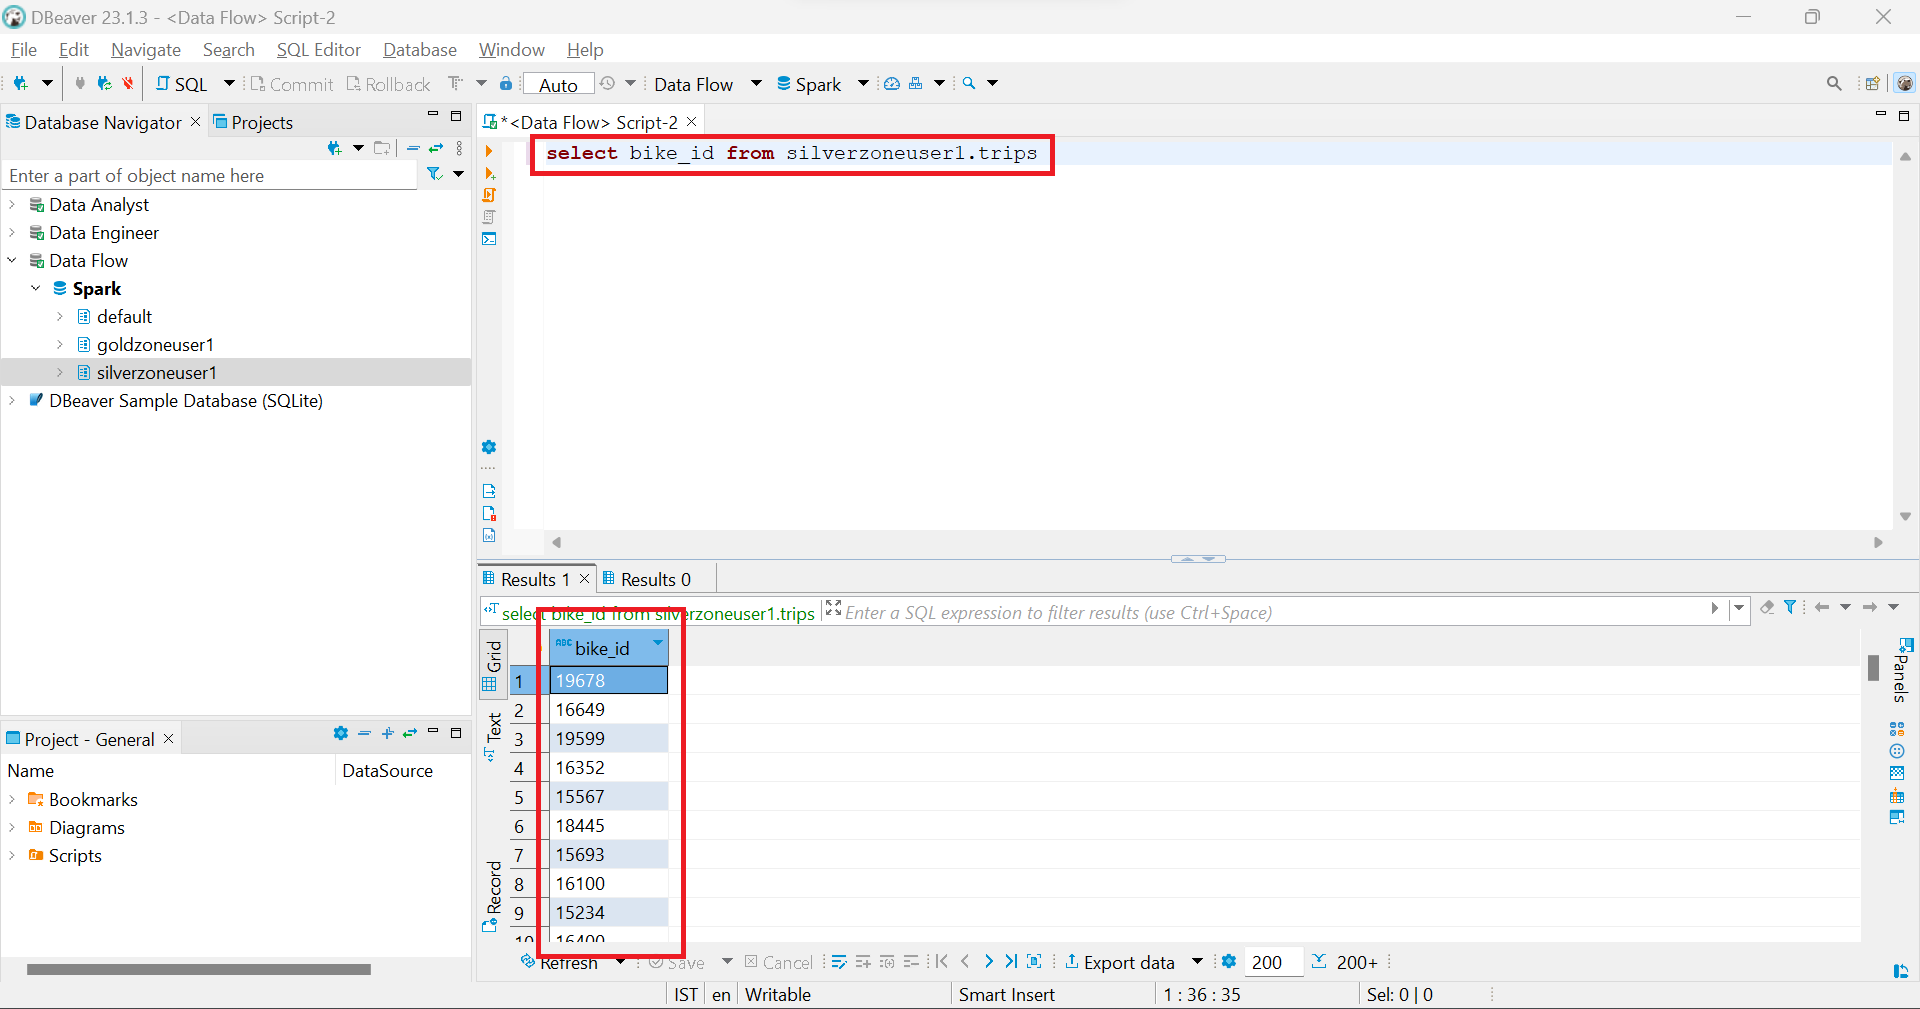 DBeaver 23.1.3 - <Data Flow> Script-2
File Edit Navigate Search SQL Editor Database Window Help
SQL Commit Rollback Auto Data Flow Spark
Database Navigator Projects
*<Data Flow> Script-2
Enter a part of object name here
Data Analyst
Data Engineer
Data Flow
Spark
default
goldzoneuser1
silverzoneuser1
DBeaver Sample Database (SQLite)
select bike_id from silverzoneuser1.trips
Results 1 Results 0
select bike_id from silverzoneuser1.trips Enter a SQL expression to filter results (use Ctrl+Space)
Grid
Text
Record
ABC bike_id
1 19678
2 16649
3 19599
4 16352
5 15567
6 18445
7 15693
8 16100
9 15234
10 16400
Panels
Refresh Save Cancel Export data 200 200+
Project - General
Name DataSource
Bookmarks
Diagrams
Scripts
IST en Writable Smart Insert 1 : 36 : 35 Sel: 0 | 0